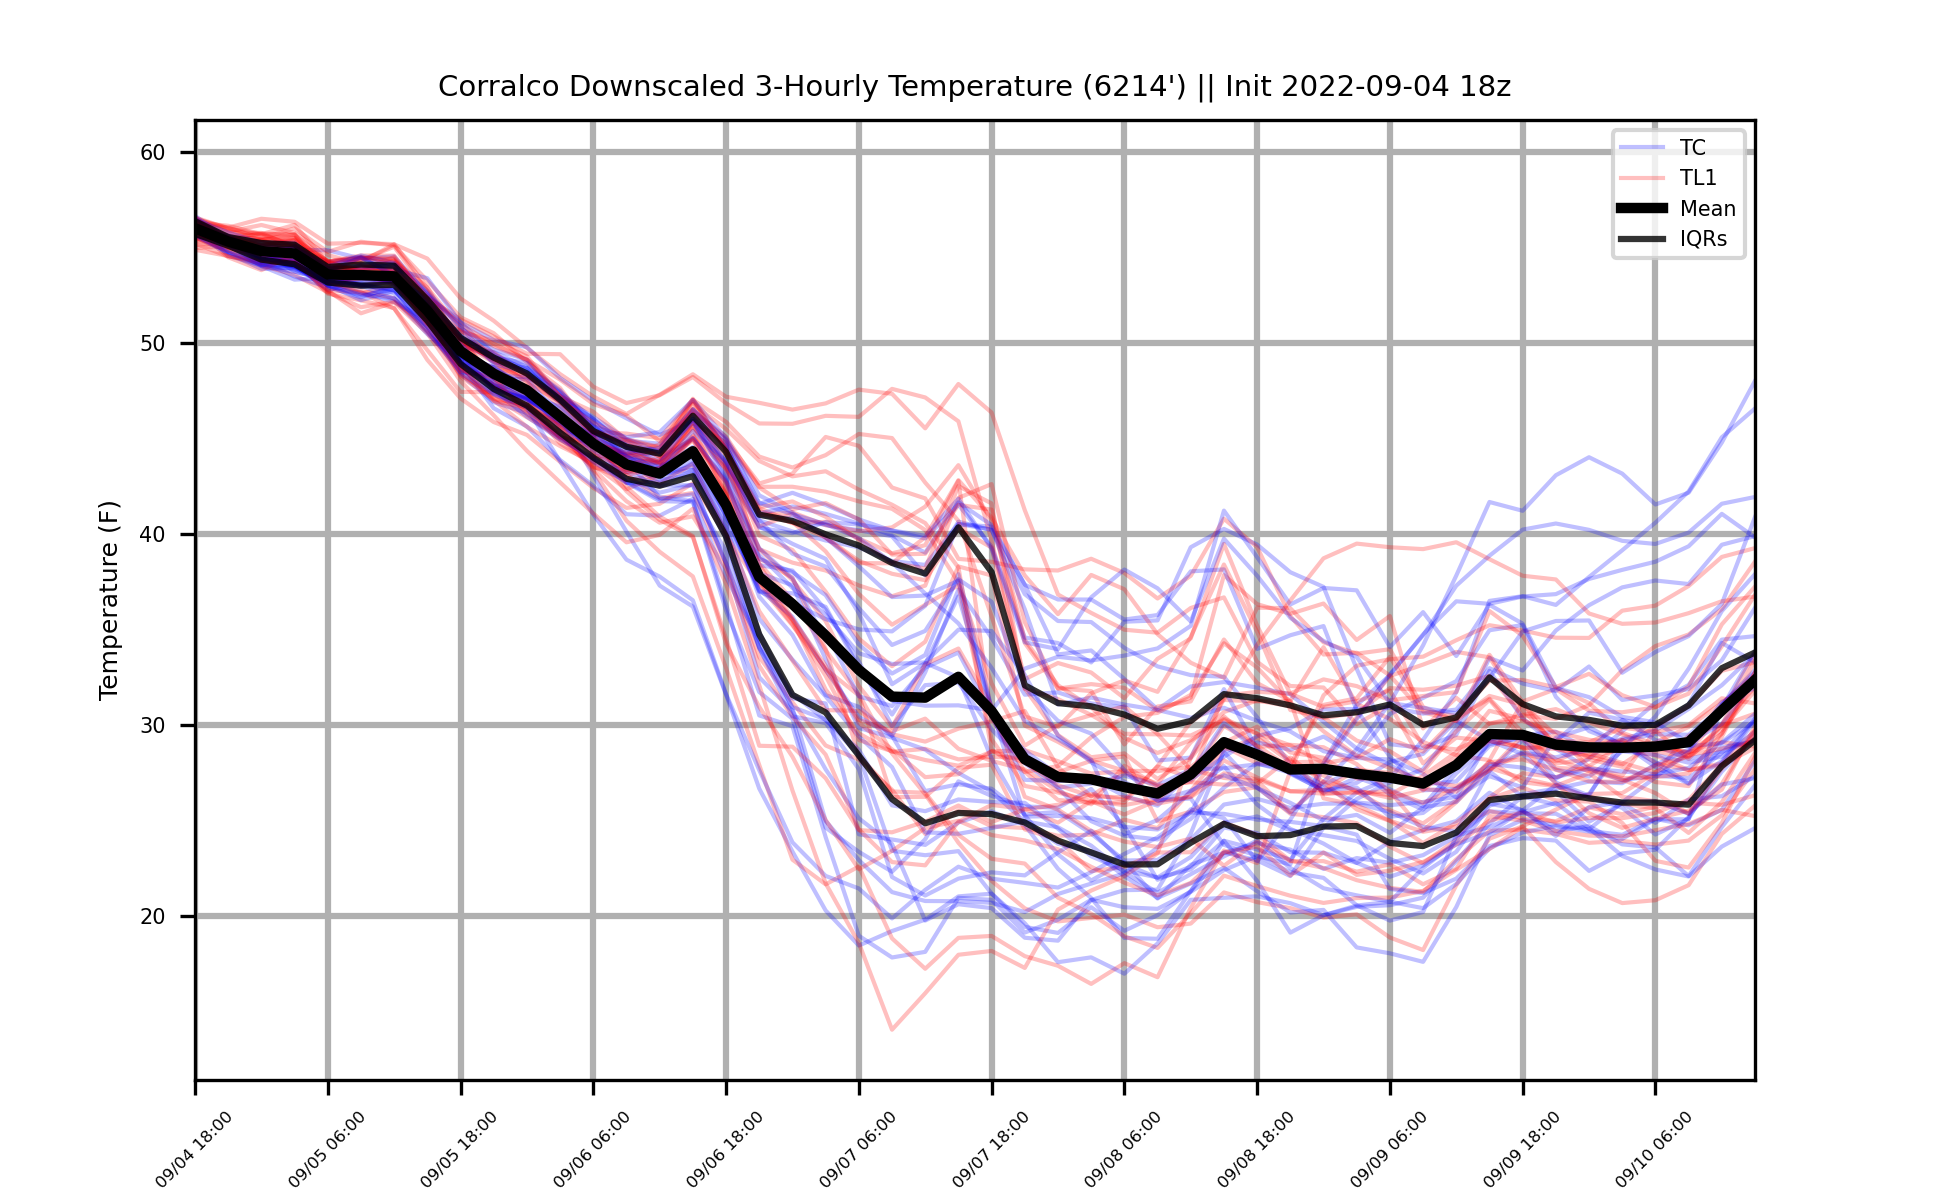 Corralco Downscaled 3-Hourly Temperature (6214') || Init 2022-09-04 18z
TC
TL1
Mean
IQRs
Temperature (F)
60
50
40
30
20
09/04 18:00
09/05 06:00
09/05 18:00
09/06 06:00
09/06 18:00
09/07 06:00
09/07 18:00
09/08 06:00
09/08 18:00
09/09 06:00
09/09 18:00
09/10 06:00